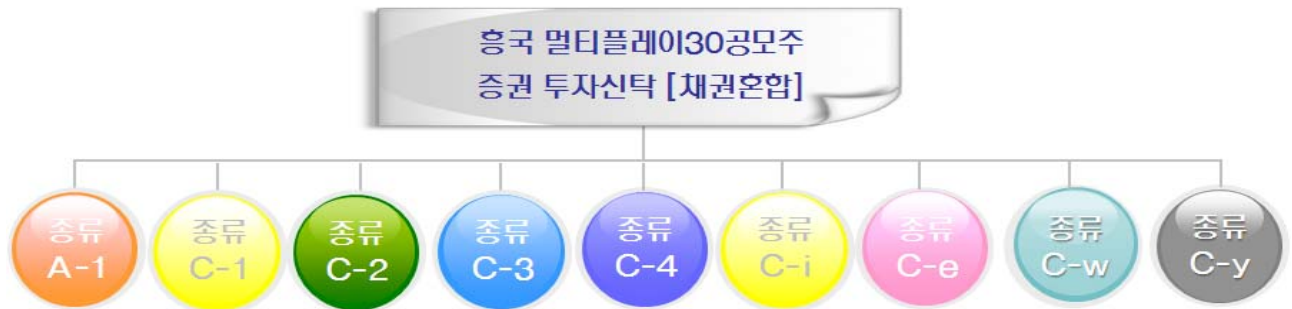 흥국 멀티플레이30공모주
증권 투자신탁 [채권혼합]
종류
A-1
종류
C-1
종류
C-2
종류
C-3
종류
C-4
종류
C-i
종류
C-e
종류
C-w
종류
C-y